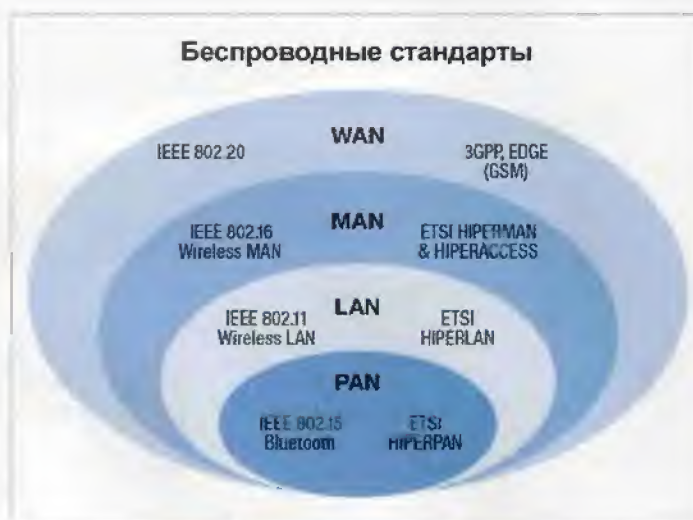 Беспроводные стандарты
WAN
IEEE 802.20
3GPP, EDGE
(GSM)
MAN
IEEE 802.16
Wireless MAN
ETSI HIPERMAN
& HIPERACCESS
LAN
IEEE 802.11
Wireless LAN
ETSI
HIPERLAN
PAN
IEEE 802.15
Bluetooth
ETSI
HIPERPAN